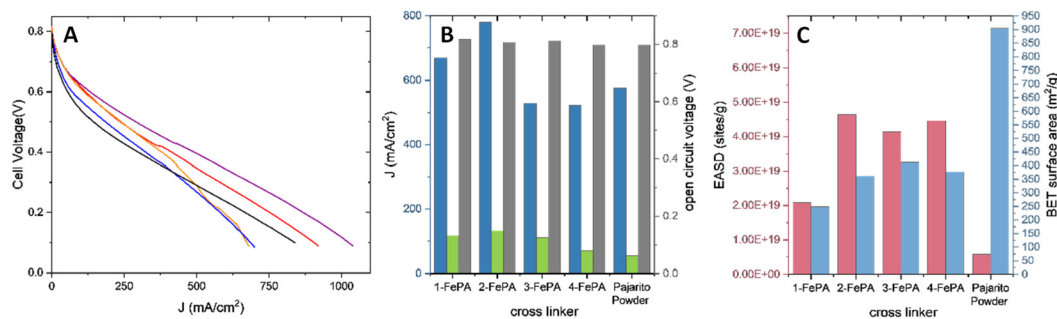 A
Cell Voltage(V)
0.8
0.6
0.4
0.2
0.0
0
250
500
750
1000
J (mA/cm²)
B
J (mA/cm²)
800
700
600
500
400
300
200
100
0
0.8
0.6
0.4
0.2
0.0
open circuit voltage (V)
1-FePA 2-FePA 3-FePA 4-FePA Pajarito
Powder
cross linker
C
EASD (sites/g)
7.00E+19
6.00E+19
5.00E+19
4.00E+19
3.00E+19
2.00E+19
1.00E+19
0.00E+00
950
900
850
800
750
700
650
600
550
500
450
400
350
300
250
200
150
100
50
0
BET surface area (m²/g)
1-FePA 2-FePA 3-FePA 4-FePA Pajarito
Powder
cross linker